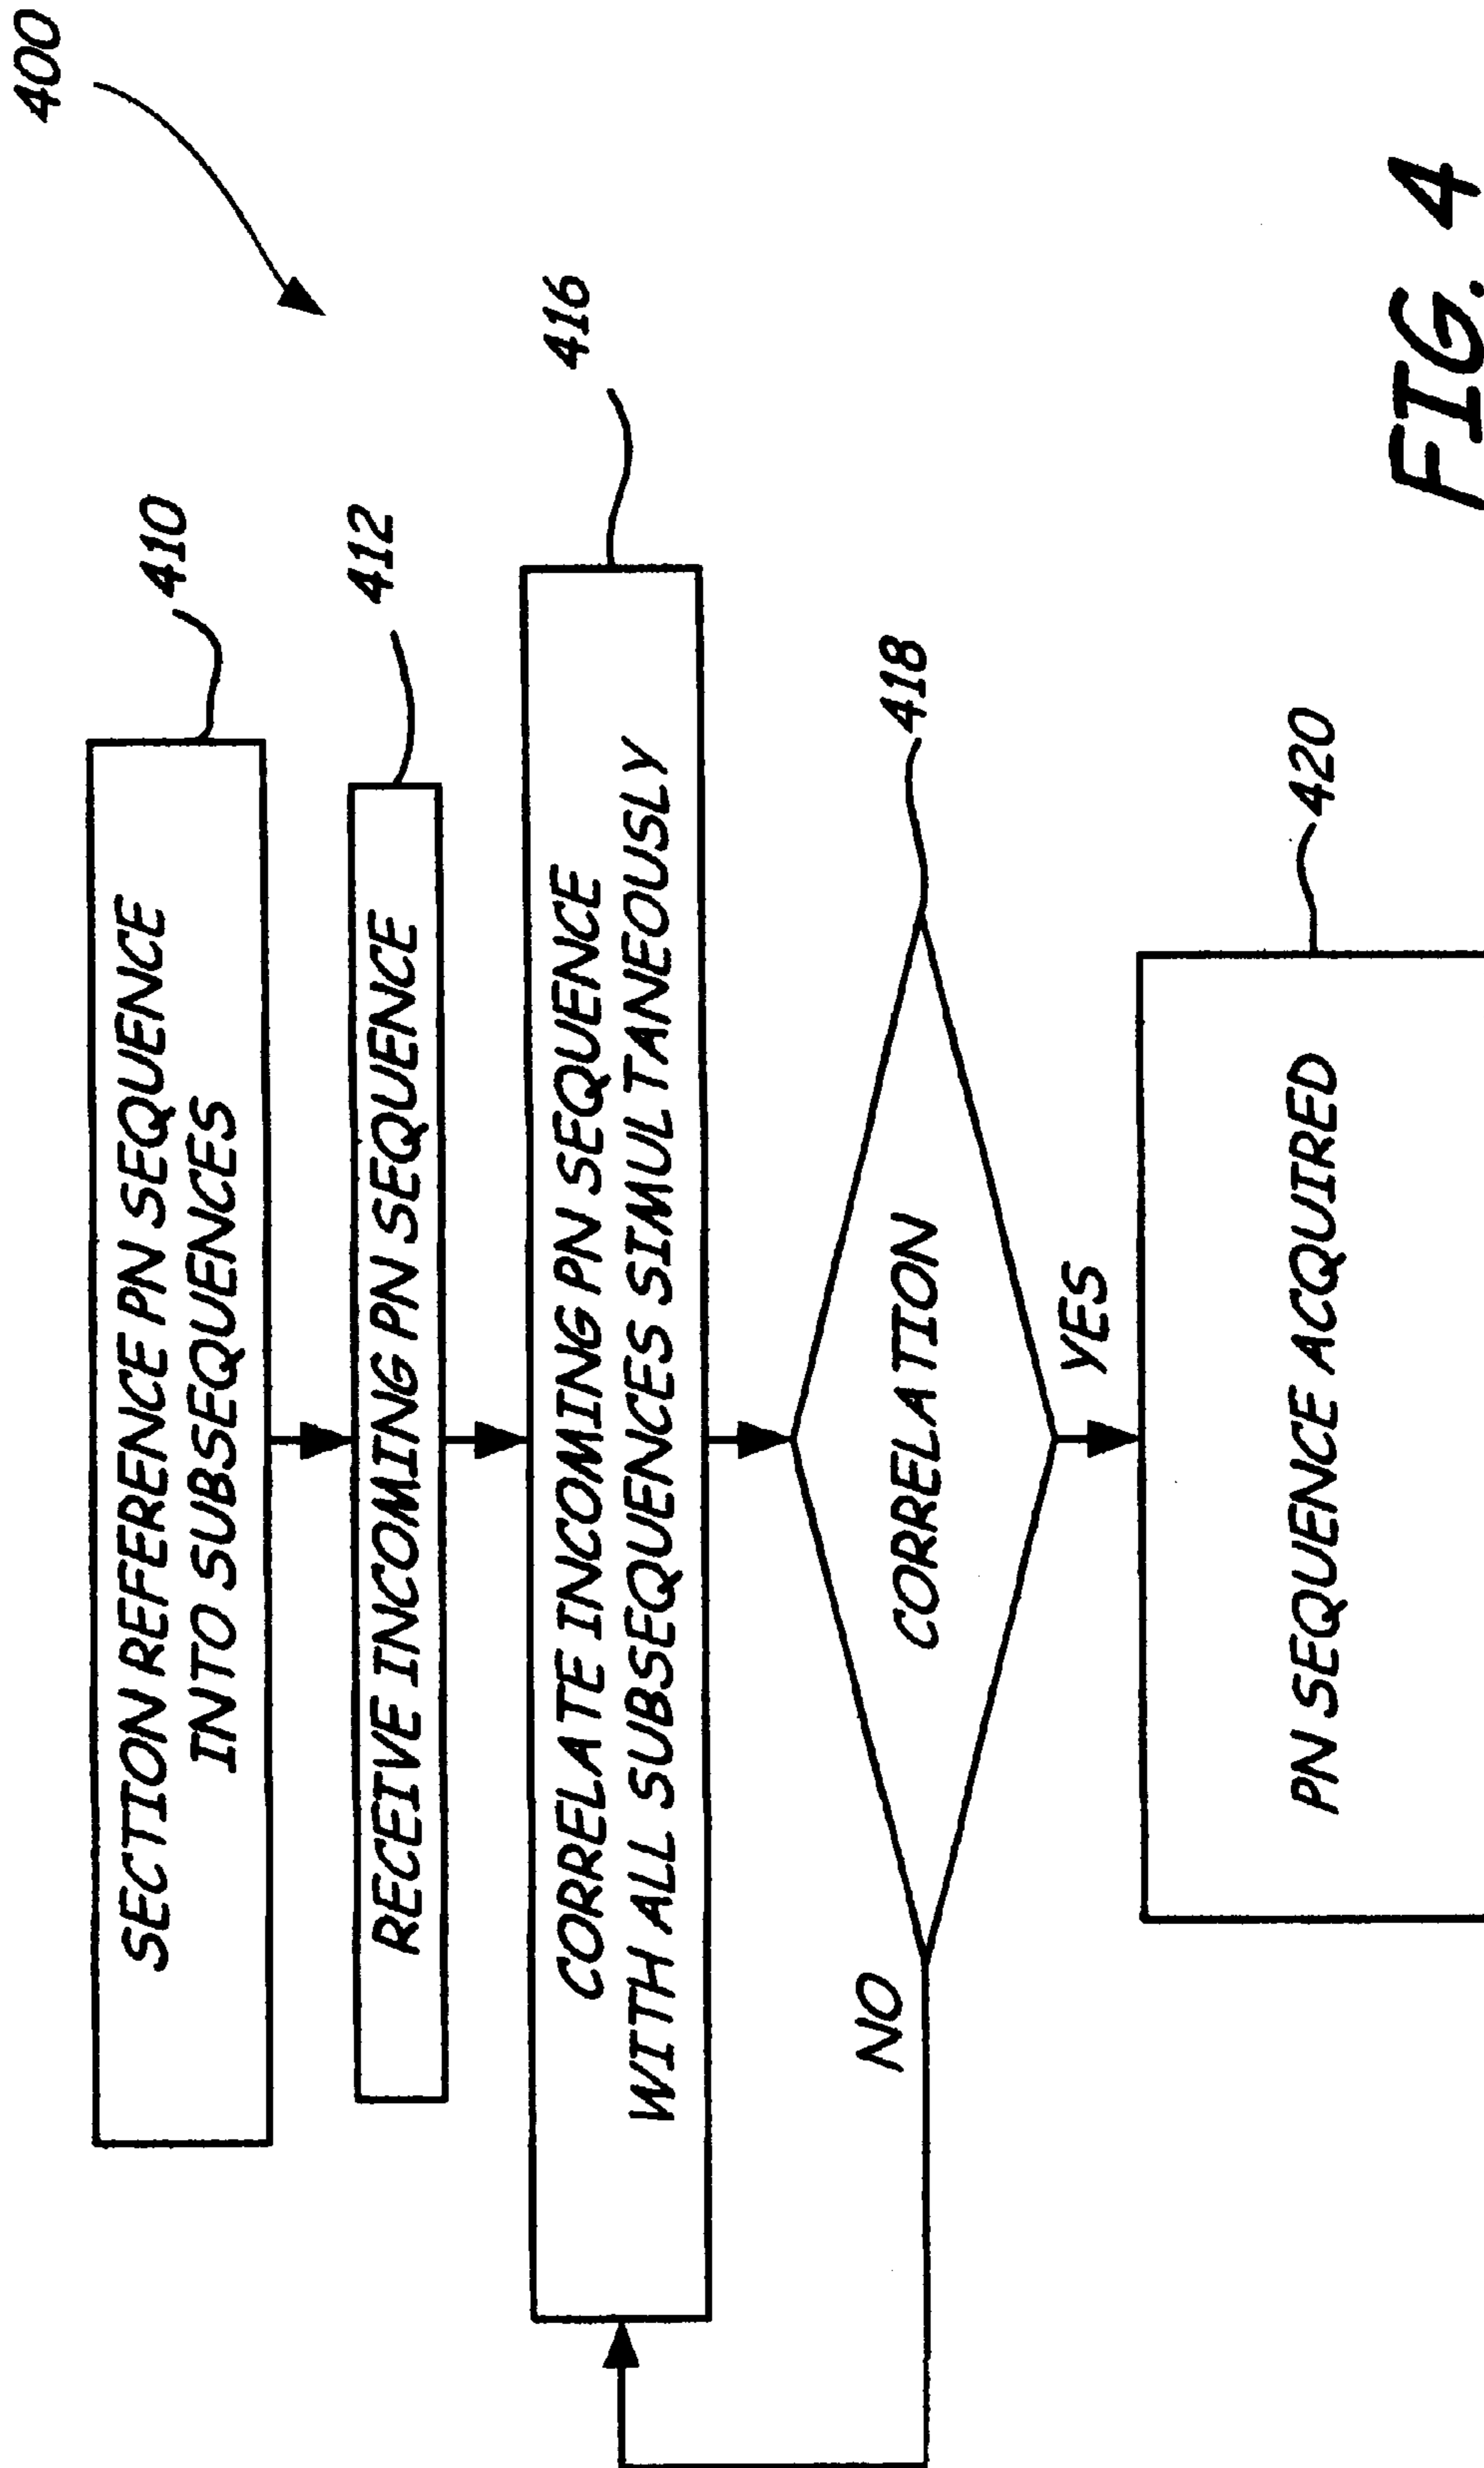 400
SECTION REFERENCE PN SEQUENCE
INTO SUBSEQUENCES
410
RECEIVE INCOMING PN SEQUENCE
412
CORRELATE INCOMING PN SEQUENCE
WITH ALL SUBSEQUENCES SIMULTANEOUSLY
416
CORRELATION
418
NO
YES
PN SEQUENCE ACQUIRED
420
FIG. 4